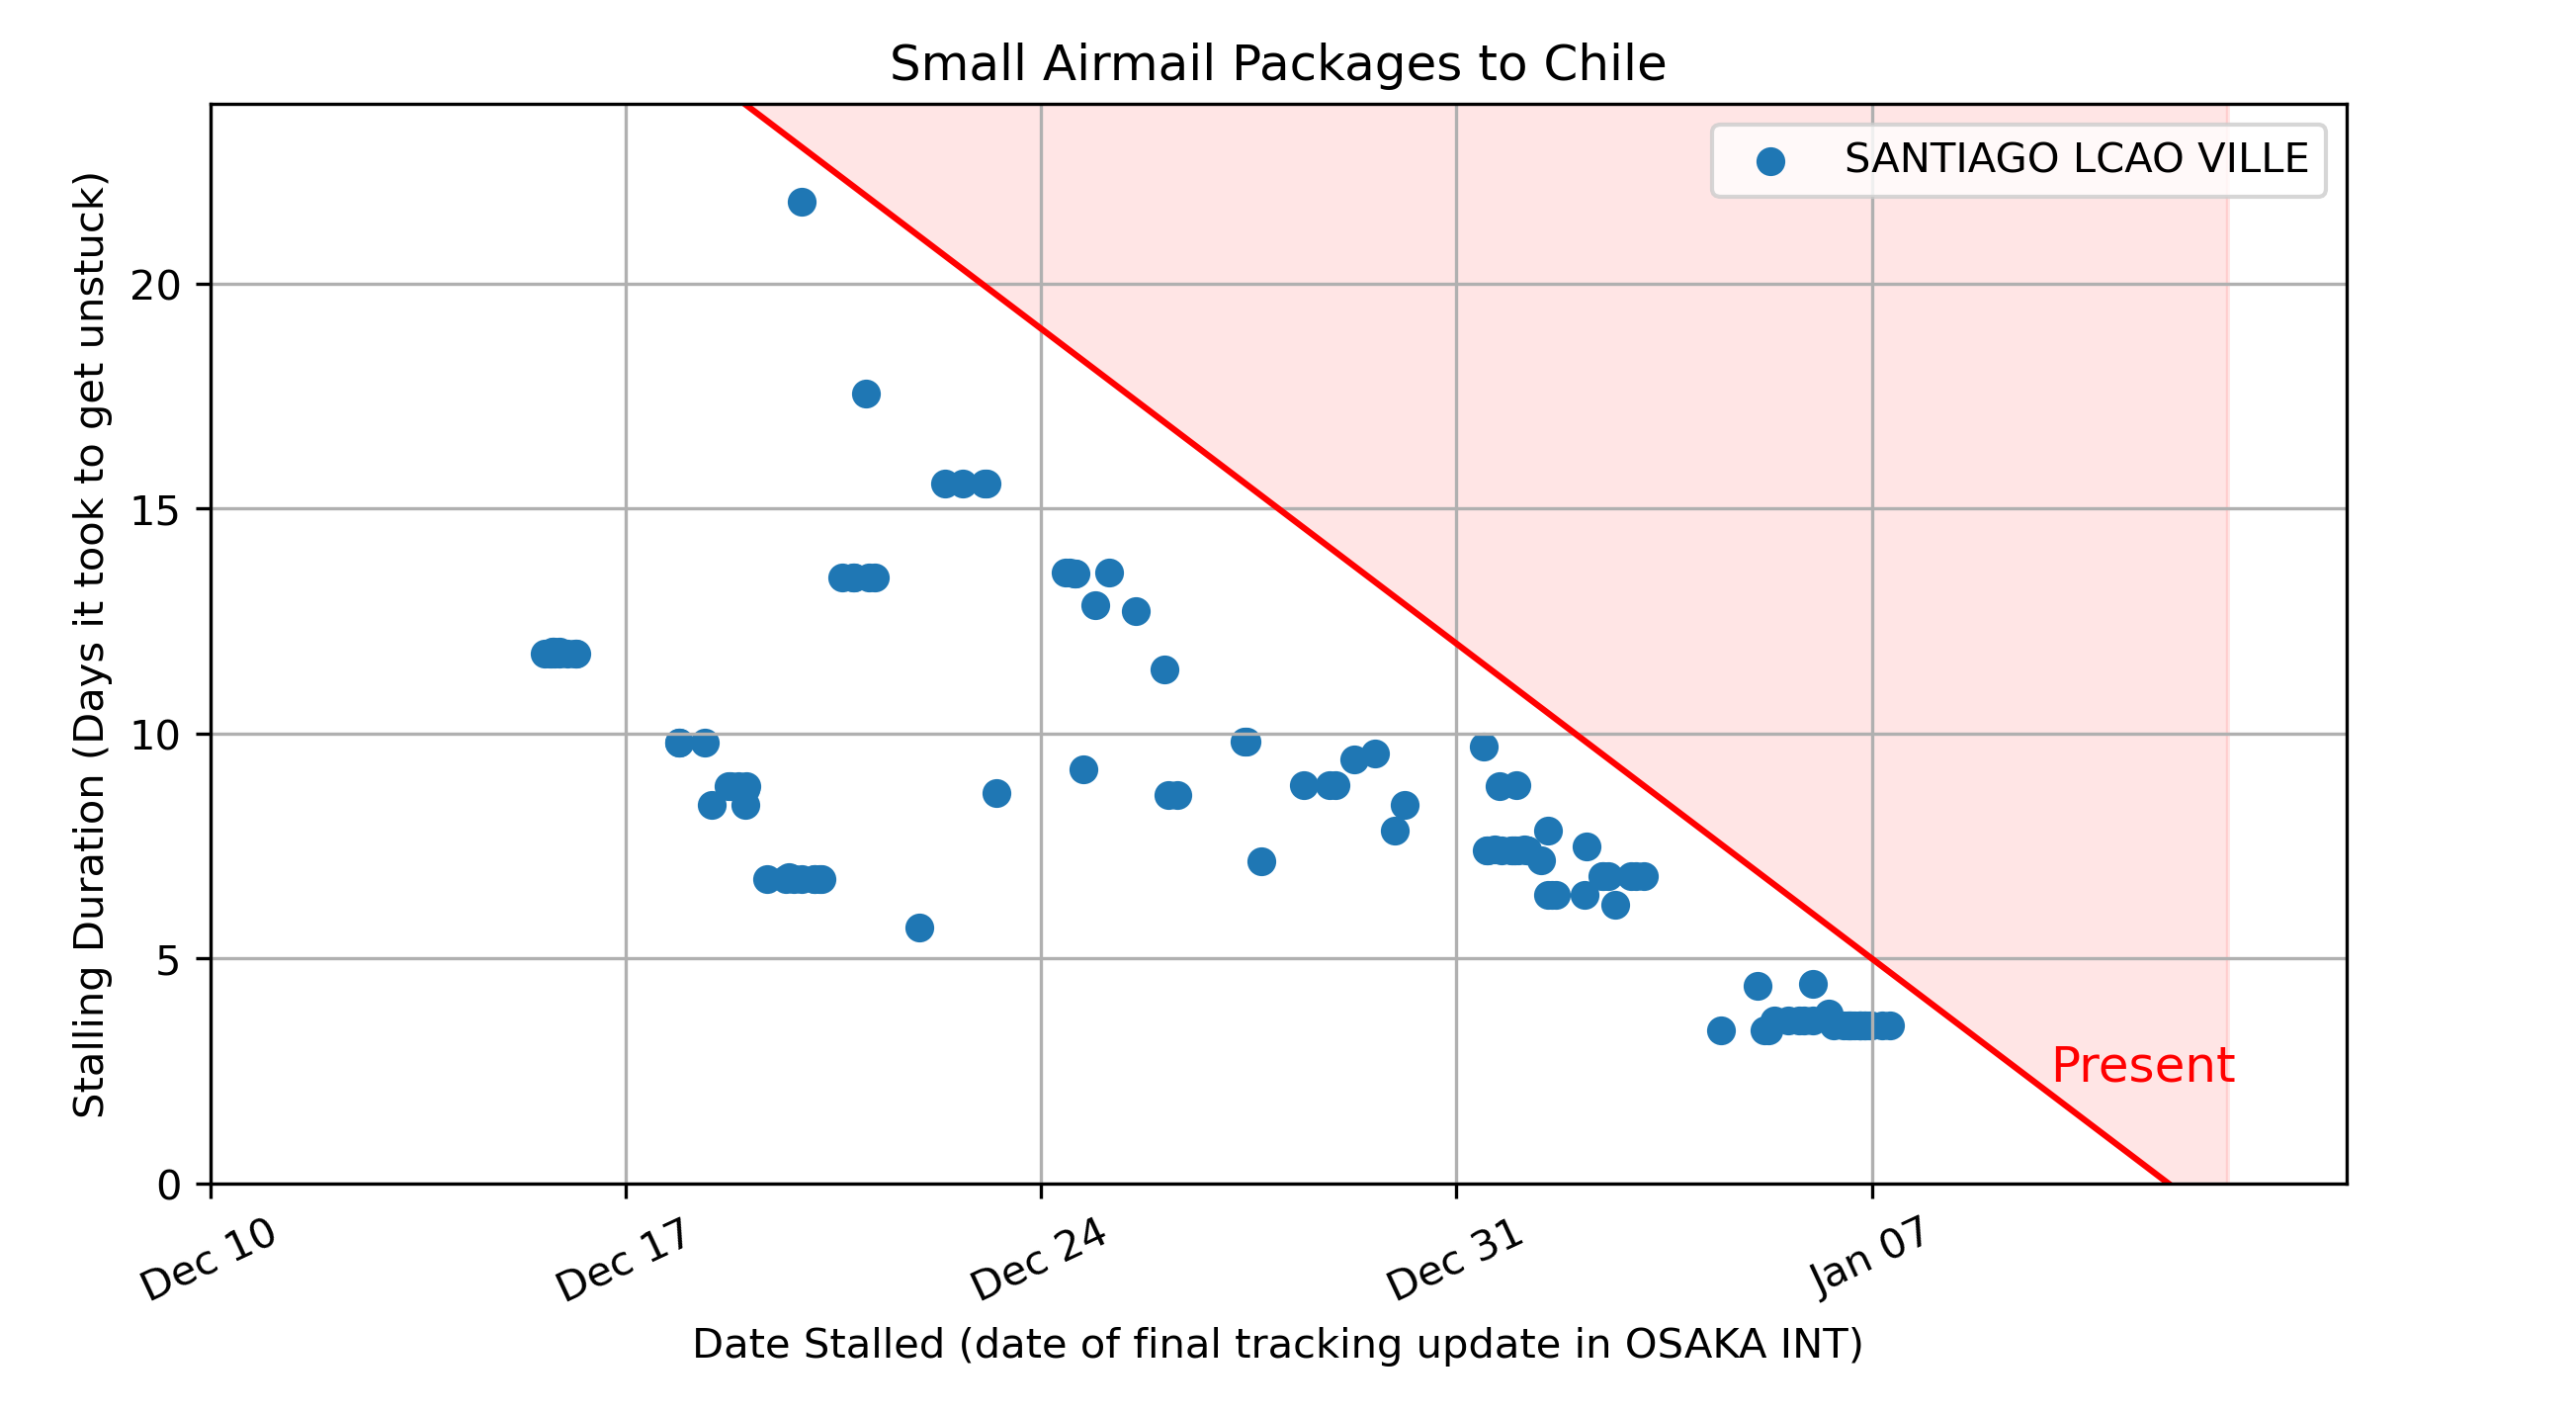 Small Airmail Packages to Chile
SANTIAGO LCAO VILLE
Stalling Duration (Days it took to get unstuck)
20
15
10
5
0
Present
Dec 10
Dec 17
Dec 24
Dec 31
Jan 07
Date Stalled (date of final tracking update in OSAKA INT)